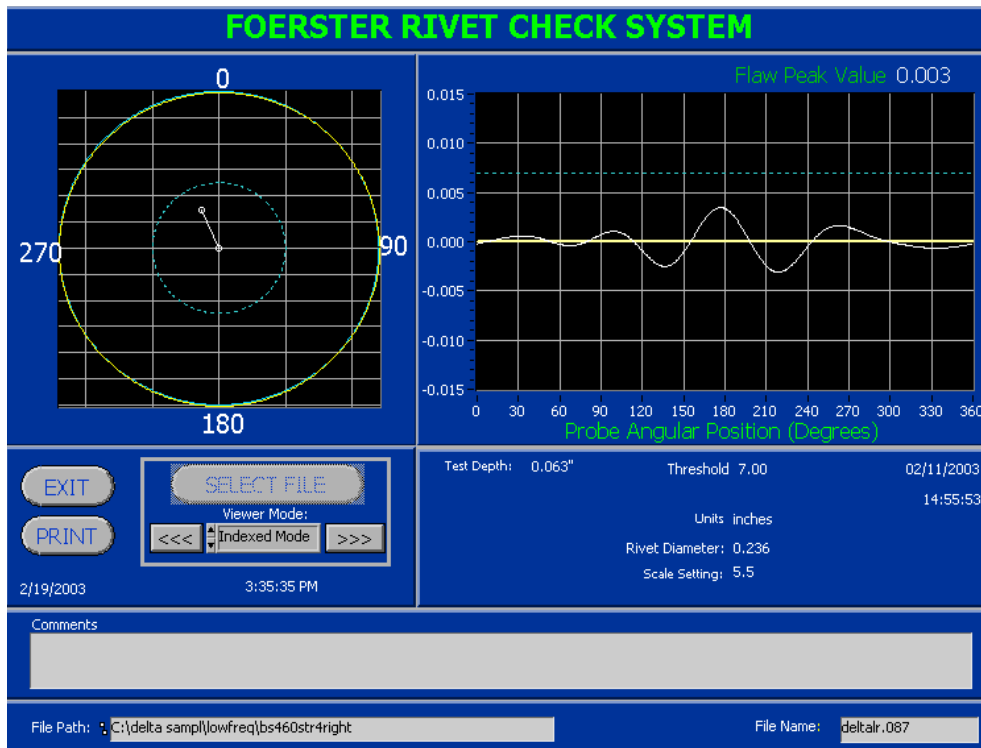 FOERSTER RIVET CHECK SYSTEM
0
270
90
180
Flaw Peak Value 0.003
0.015
0.010
0.005
0.000
-0.005
-0.010
-0.015
0 30 60 90 120 150 180 210 240 270 300 330 360
Probe Angular Position (Degrees)
EXIT
PRINT
SELECT FILE
Viewer Mode:
<<< Indexed Mode >>>
2/19/2003 3:35:35 PM
Test Depth: 0.063" Threshold 7.00 02/11/2003
14:55:53
Units inches
Rivet Diameter: 0.236
Scale Setting: 5.5
Comments
File Path: C:\delta sampl\lowfreq\bs460str4right
File Name: deltalr.087